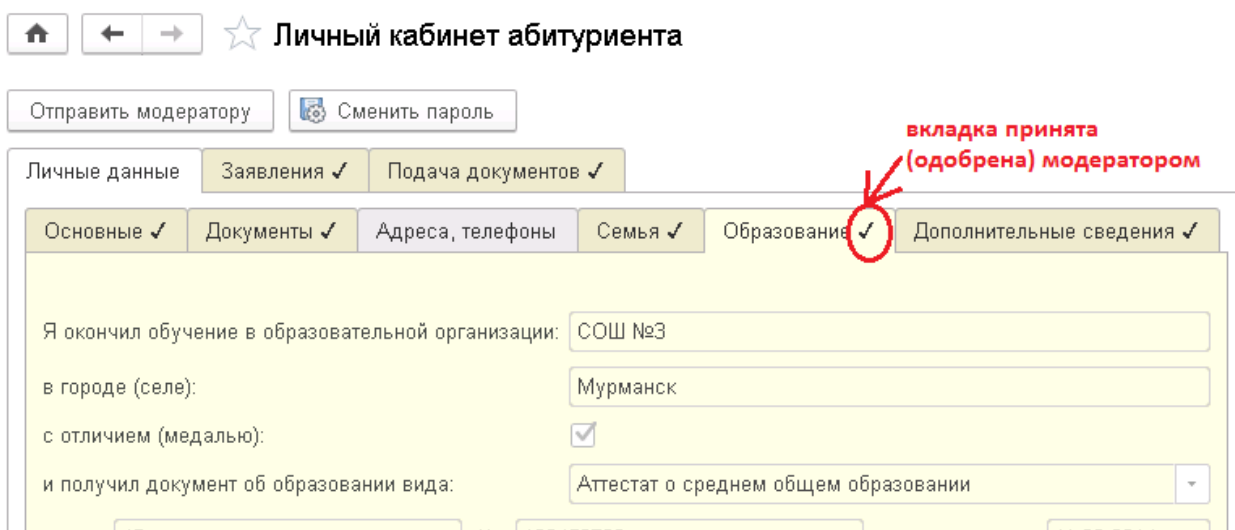 Личный кабинет абитуриента
Отправить модератору Сменить пароль
вкладка принята
(одобрена) модератором
Личные данные Заявления ✓ Подача документов ✓
Основные ✓ Документы ✓ Адреса, телефоны Семья ✓ Образование ✓ Дополнительные сведения ✓
Я окончил обучение в образовательной организации: СОШ №3
в городе (селе): Мурманск
с отличием (медалью):
и получил документ об образовании вида: Аттестат о среднем общем образовании